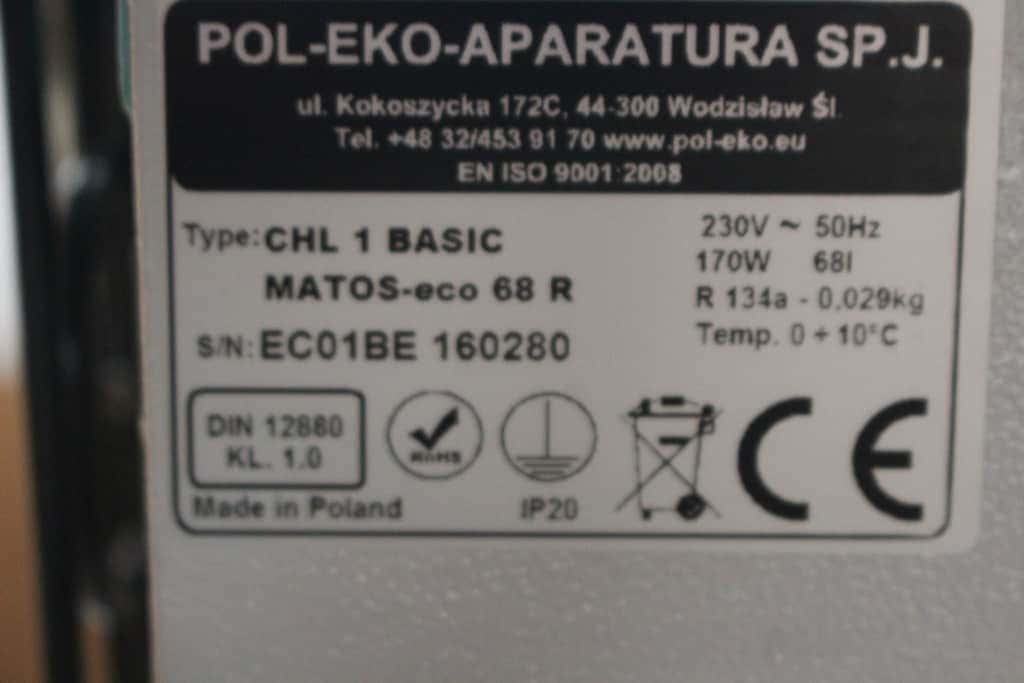 POL-EKO-APARATURA SP.J.
ul. Kokoszycka 172C, 44-300 Wodzisław Śl.
Tel. +48 32/453 91 70 www.pol-eko.eu
EN ISO 9001:2008
Type: CHL 1 BASIC
MATOS-eco 68 R
S/N: EC01BE 160280
230V ~ 50Hz
170W 68l
R 134a - 0,029kg
Temp. 0 ÷ 10°C
DIN 12880
KL. 1.0
RoHS
CE
Made in Poland
IP20